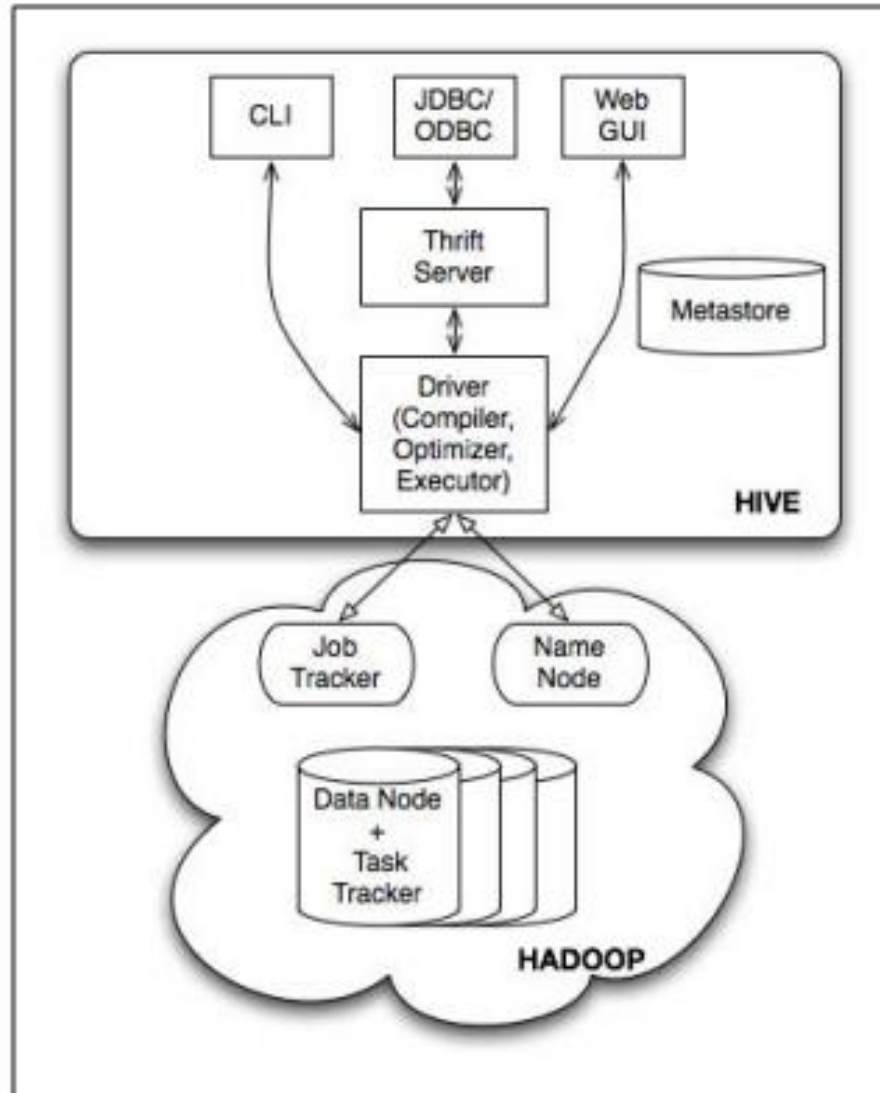 CLI
JDBC/
ODBC
Web
GUI
Thrift
Server
Metastore
Driver
(Compiler,
Optimizer,
Executor)
HIVE
Job
Tracker
Name
Node
Data Node
+
Task
Tracker
HADOOP